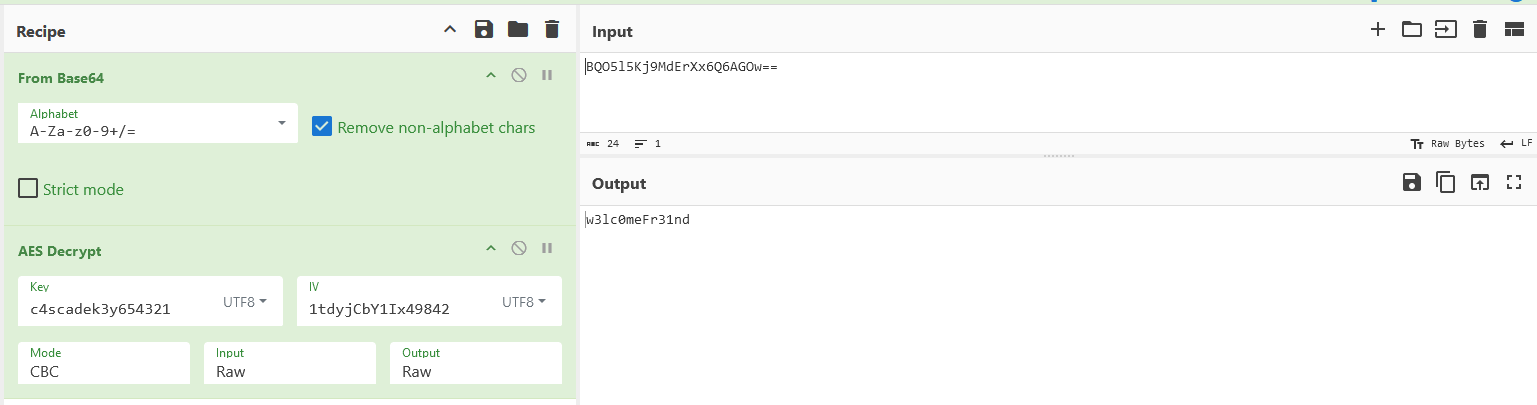 Recipe
From Base64
Alphabet
A-Za-z0-9+/=
Remove non-alphabet chars
Strict mode
AES Decrypt
Key
c4scadek3y654321 UTF8
IV
1tdyjCbY1Ix49842 UTF8
Mode
CBC
Input
Raw
Output
Raw
Input
BQO5l5Kj9MdErXx6Q6AGOw==
ABC 24 1
Tт Raw Bytes LF
Output
w3lc0meFr31nd